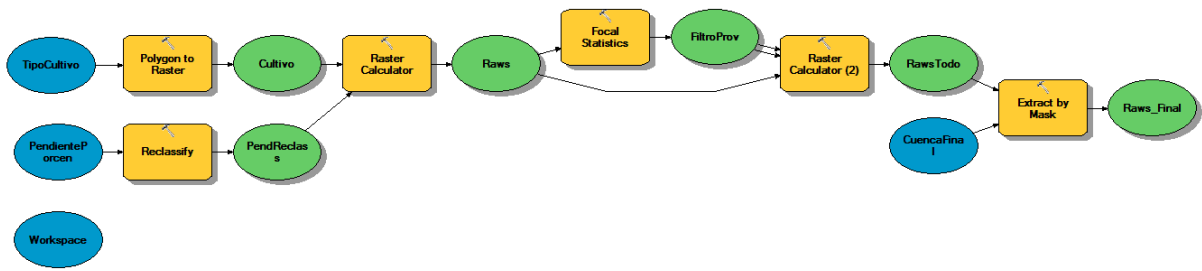 TipoCultivo
Polygon to
Raster
Cultivo
Raster
Calculator
Raws
Focal
Statistics
FiltroProv
Raster
Calculator (2)
RawsTodo
Extract by
Mask
Raws_Final
PendienteP
orcen
Reclassify
PendReclas
s
CuencaFina
l
Workspace